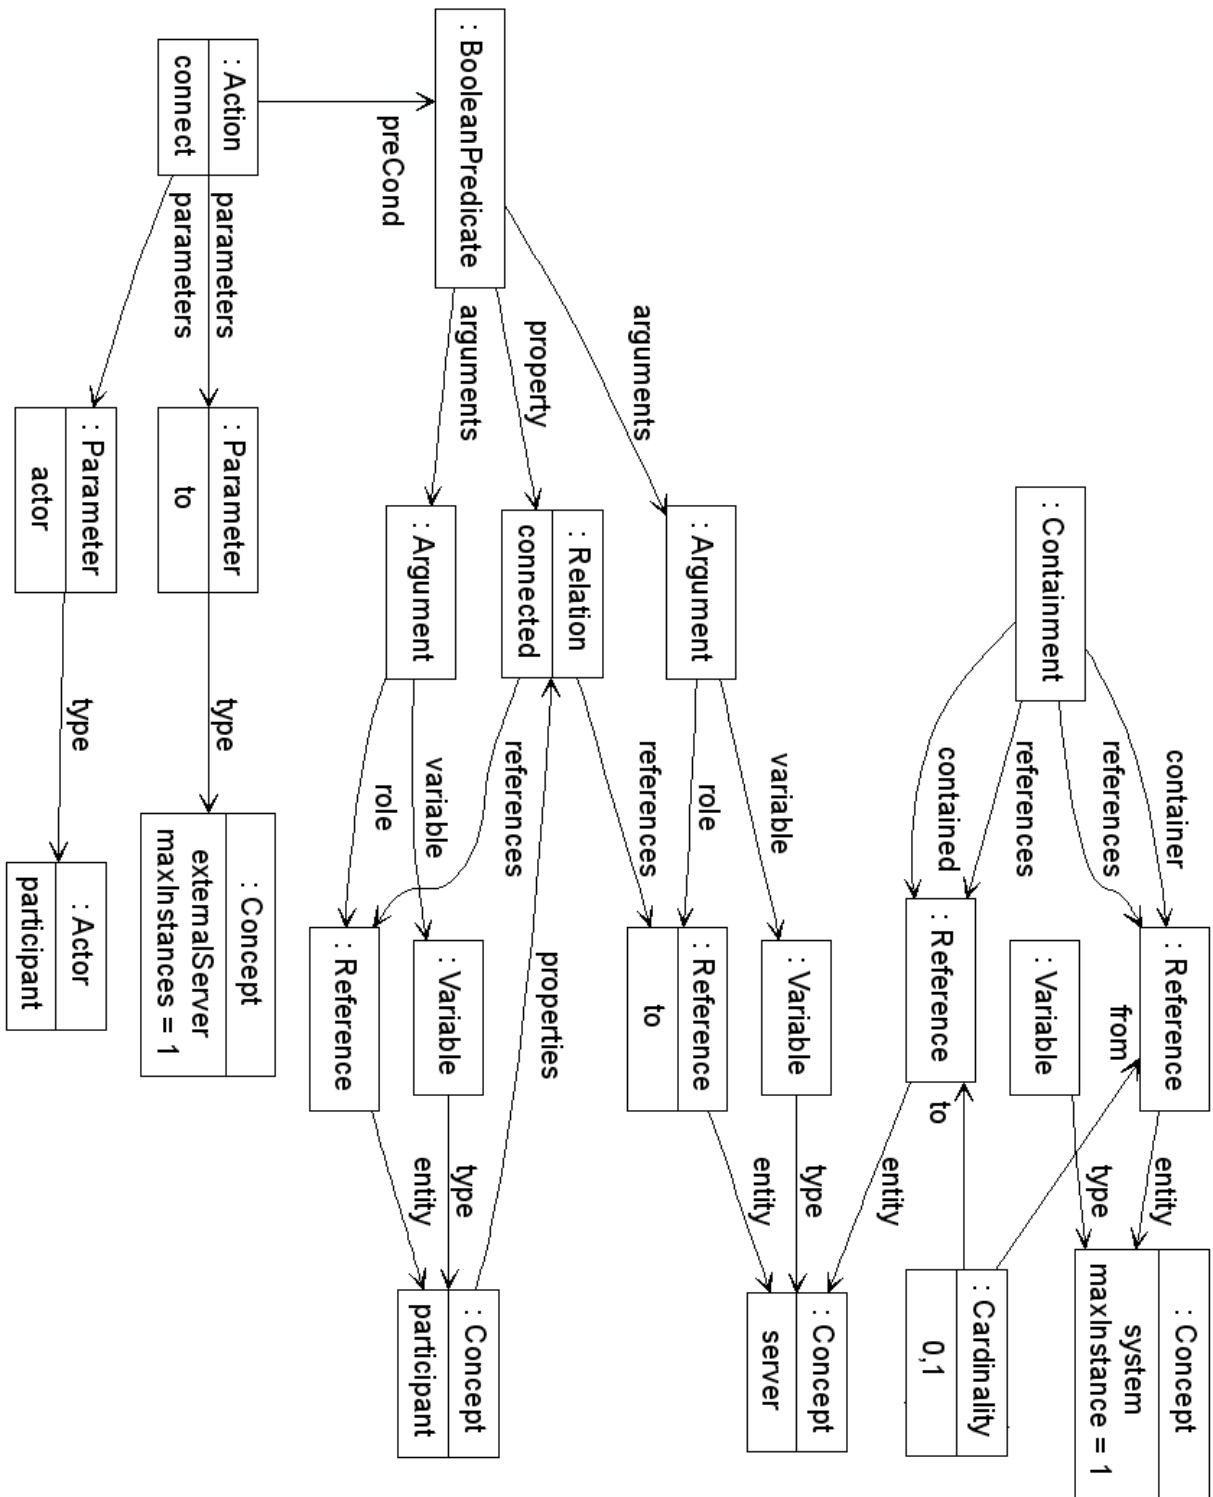 container
: Reference
entity
: Concept
system
maxInstance = 1
: Containment
references
from
: Variable
type
references
contained
: Reference
to
: Cardinality
0,1
entity
variable
: Variable
type
: Concept
server
entity
arguments
: Argument
role
references
: Reference
to
: Relation
connected
property
references
properties
: BooleanPredicate
arguments
: Argument
variable
role
: Variable
type
: Concept
participant
: Reference
entity
preCond
: Action
connect
parameters
parameters
: Parameter
to
type
: Concept
externalServer
maxInstances = 1
: Parameter
actor
type
: Actor
participant